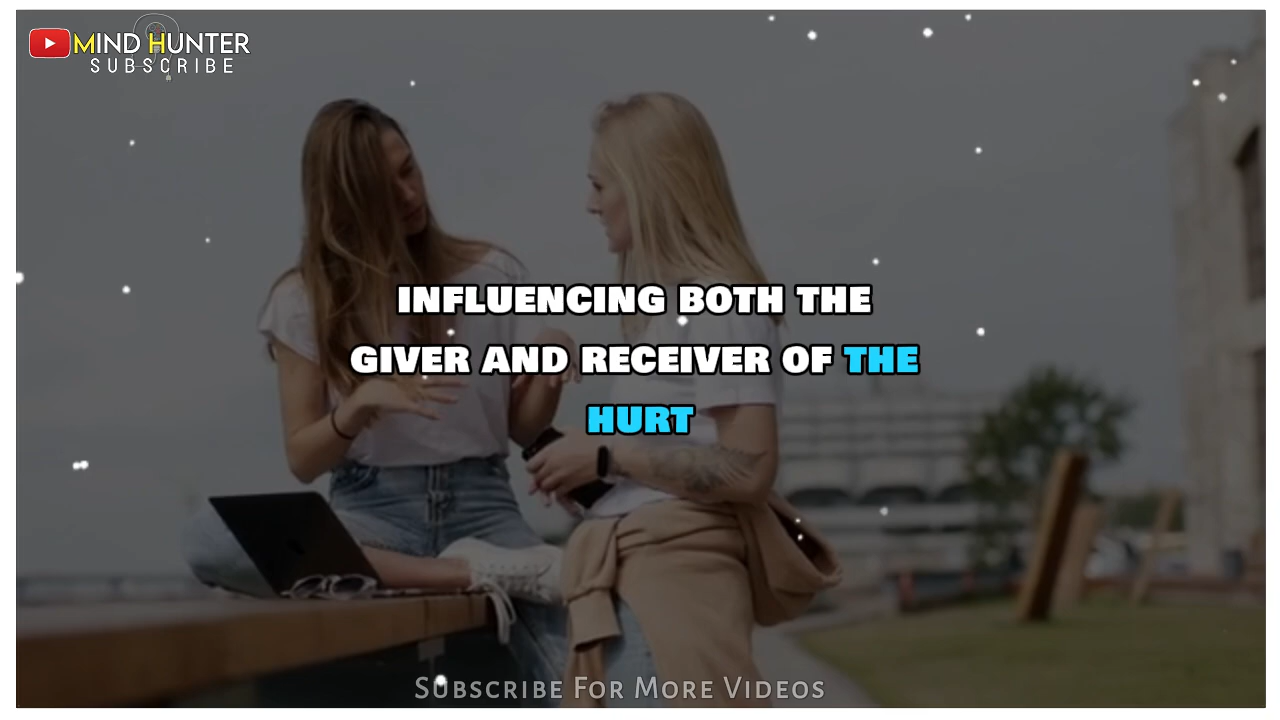 MIND HUNTER
SUBSCRIBE
INFLUENCING BOTH THE
GIVER AND RECEIVER OF THE
HURT
SUBSCRIBE FOR MORE VIDEOS